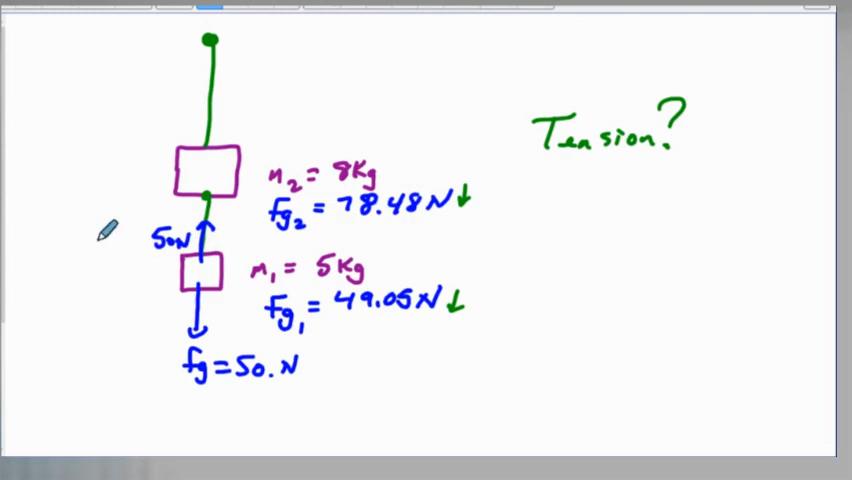 Tension?
m₂ = 8Kg
fg₂ = 78.48N↓
50N
m₁ = 5Kg
fg₁ = 49.05N↓
fg = 50. N